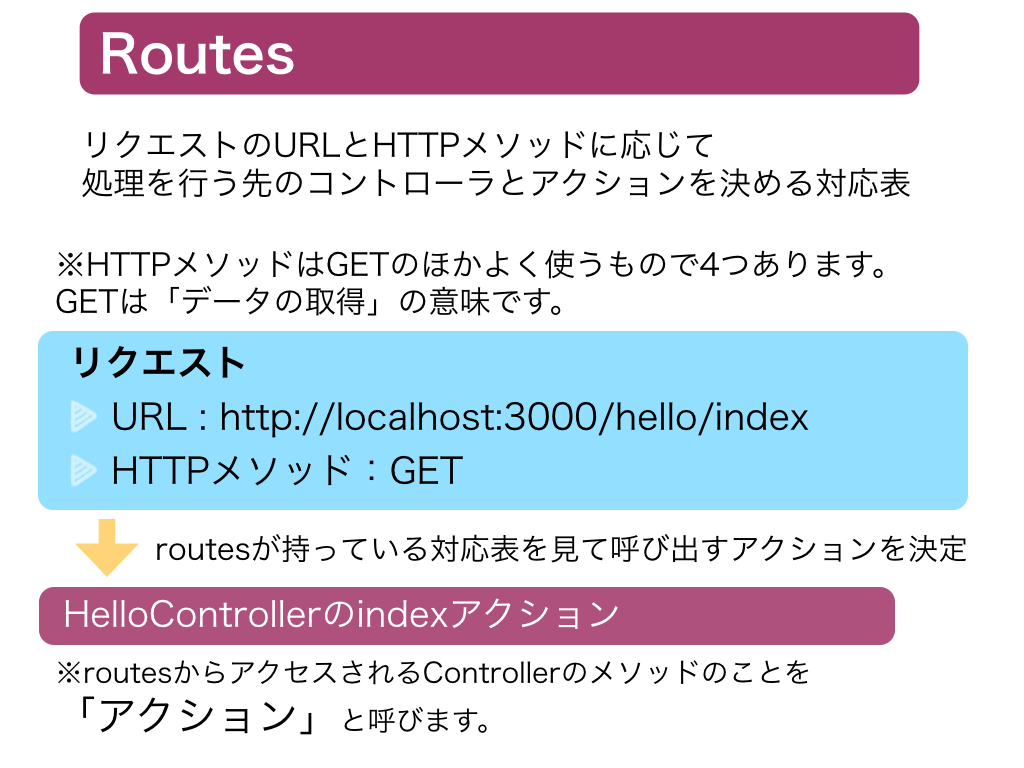 Routes
リクエストのURLとHTTPメソッドに応じて
処理を行う先のコントローラとアクションを決める対応表
※HTTPメソッドはGETのほかよく使うもので4つあります。
GETは「データの取得」の意味です。
リクエスト
URL : http://localhost:3000/hello/index
HTTPメソッド：GET
routesが持っている対応表を見て呼び出すアクションを決定
HelloControllerのindexアクション
※routesからアクセスされるControllerのメソッドのことを
「アクション」と呼びます。